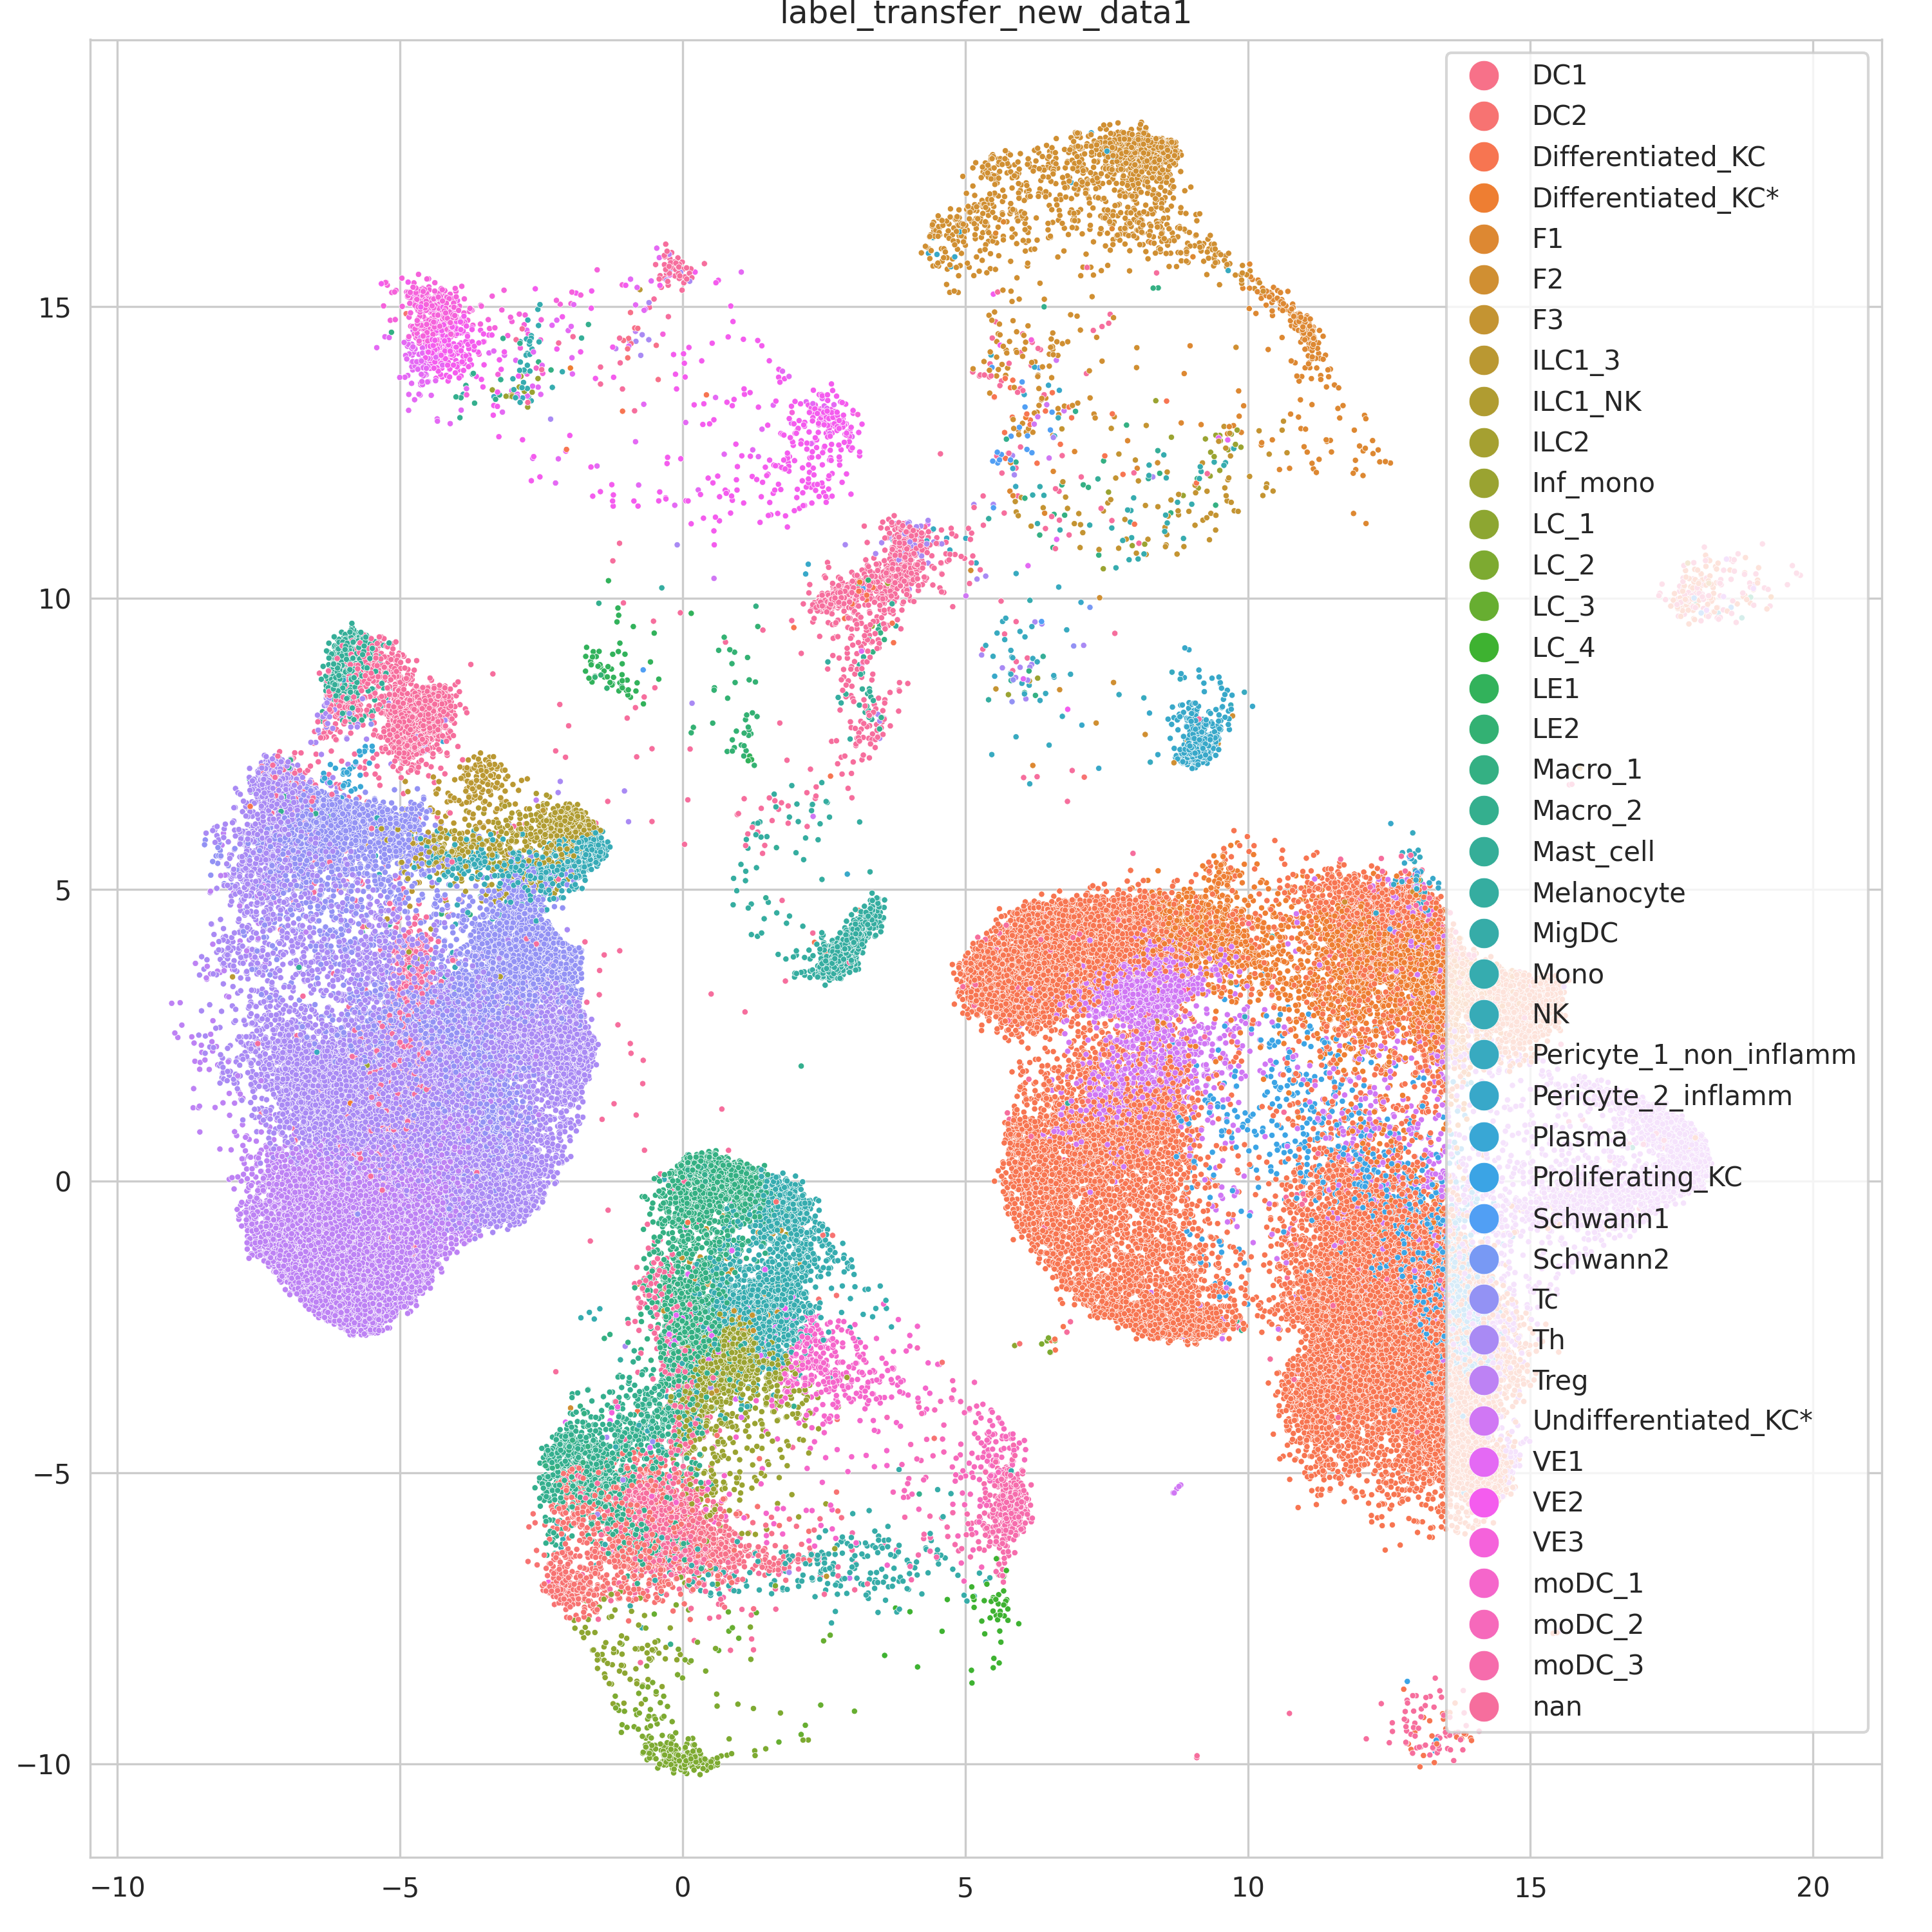 label_transfer_new_data1
DC1
DC2
Differentiated_KC
Differentiated_KC*
F1
F2
F3
ILC1_3
ILC1_NK
ILC2
Inf_mono
LC_1
LC_2
LC_3
LC_4
LE1
LE2
Macro_1
Macro_2
Mast_cell
Melanocyte
MigDC
Mono
NK
Pericyte_1_non_inflamm
Pericyte_2_inflamm
Plasma
Proliferating_KC
Schwann1
Schwann2
Tc
Th
Treg
Undifferentiated_KC*
VE1
VE2
VE3
moDC_1
moDC_2
moDC_3
nan
15
10
5
0
−5
−10
−10 −5 0 5 10 15 20